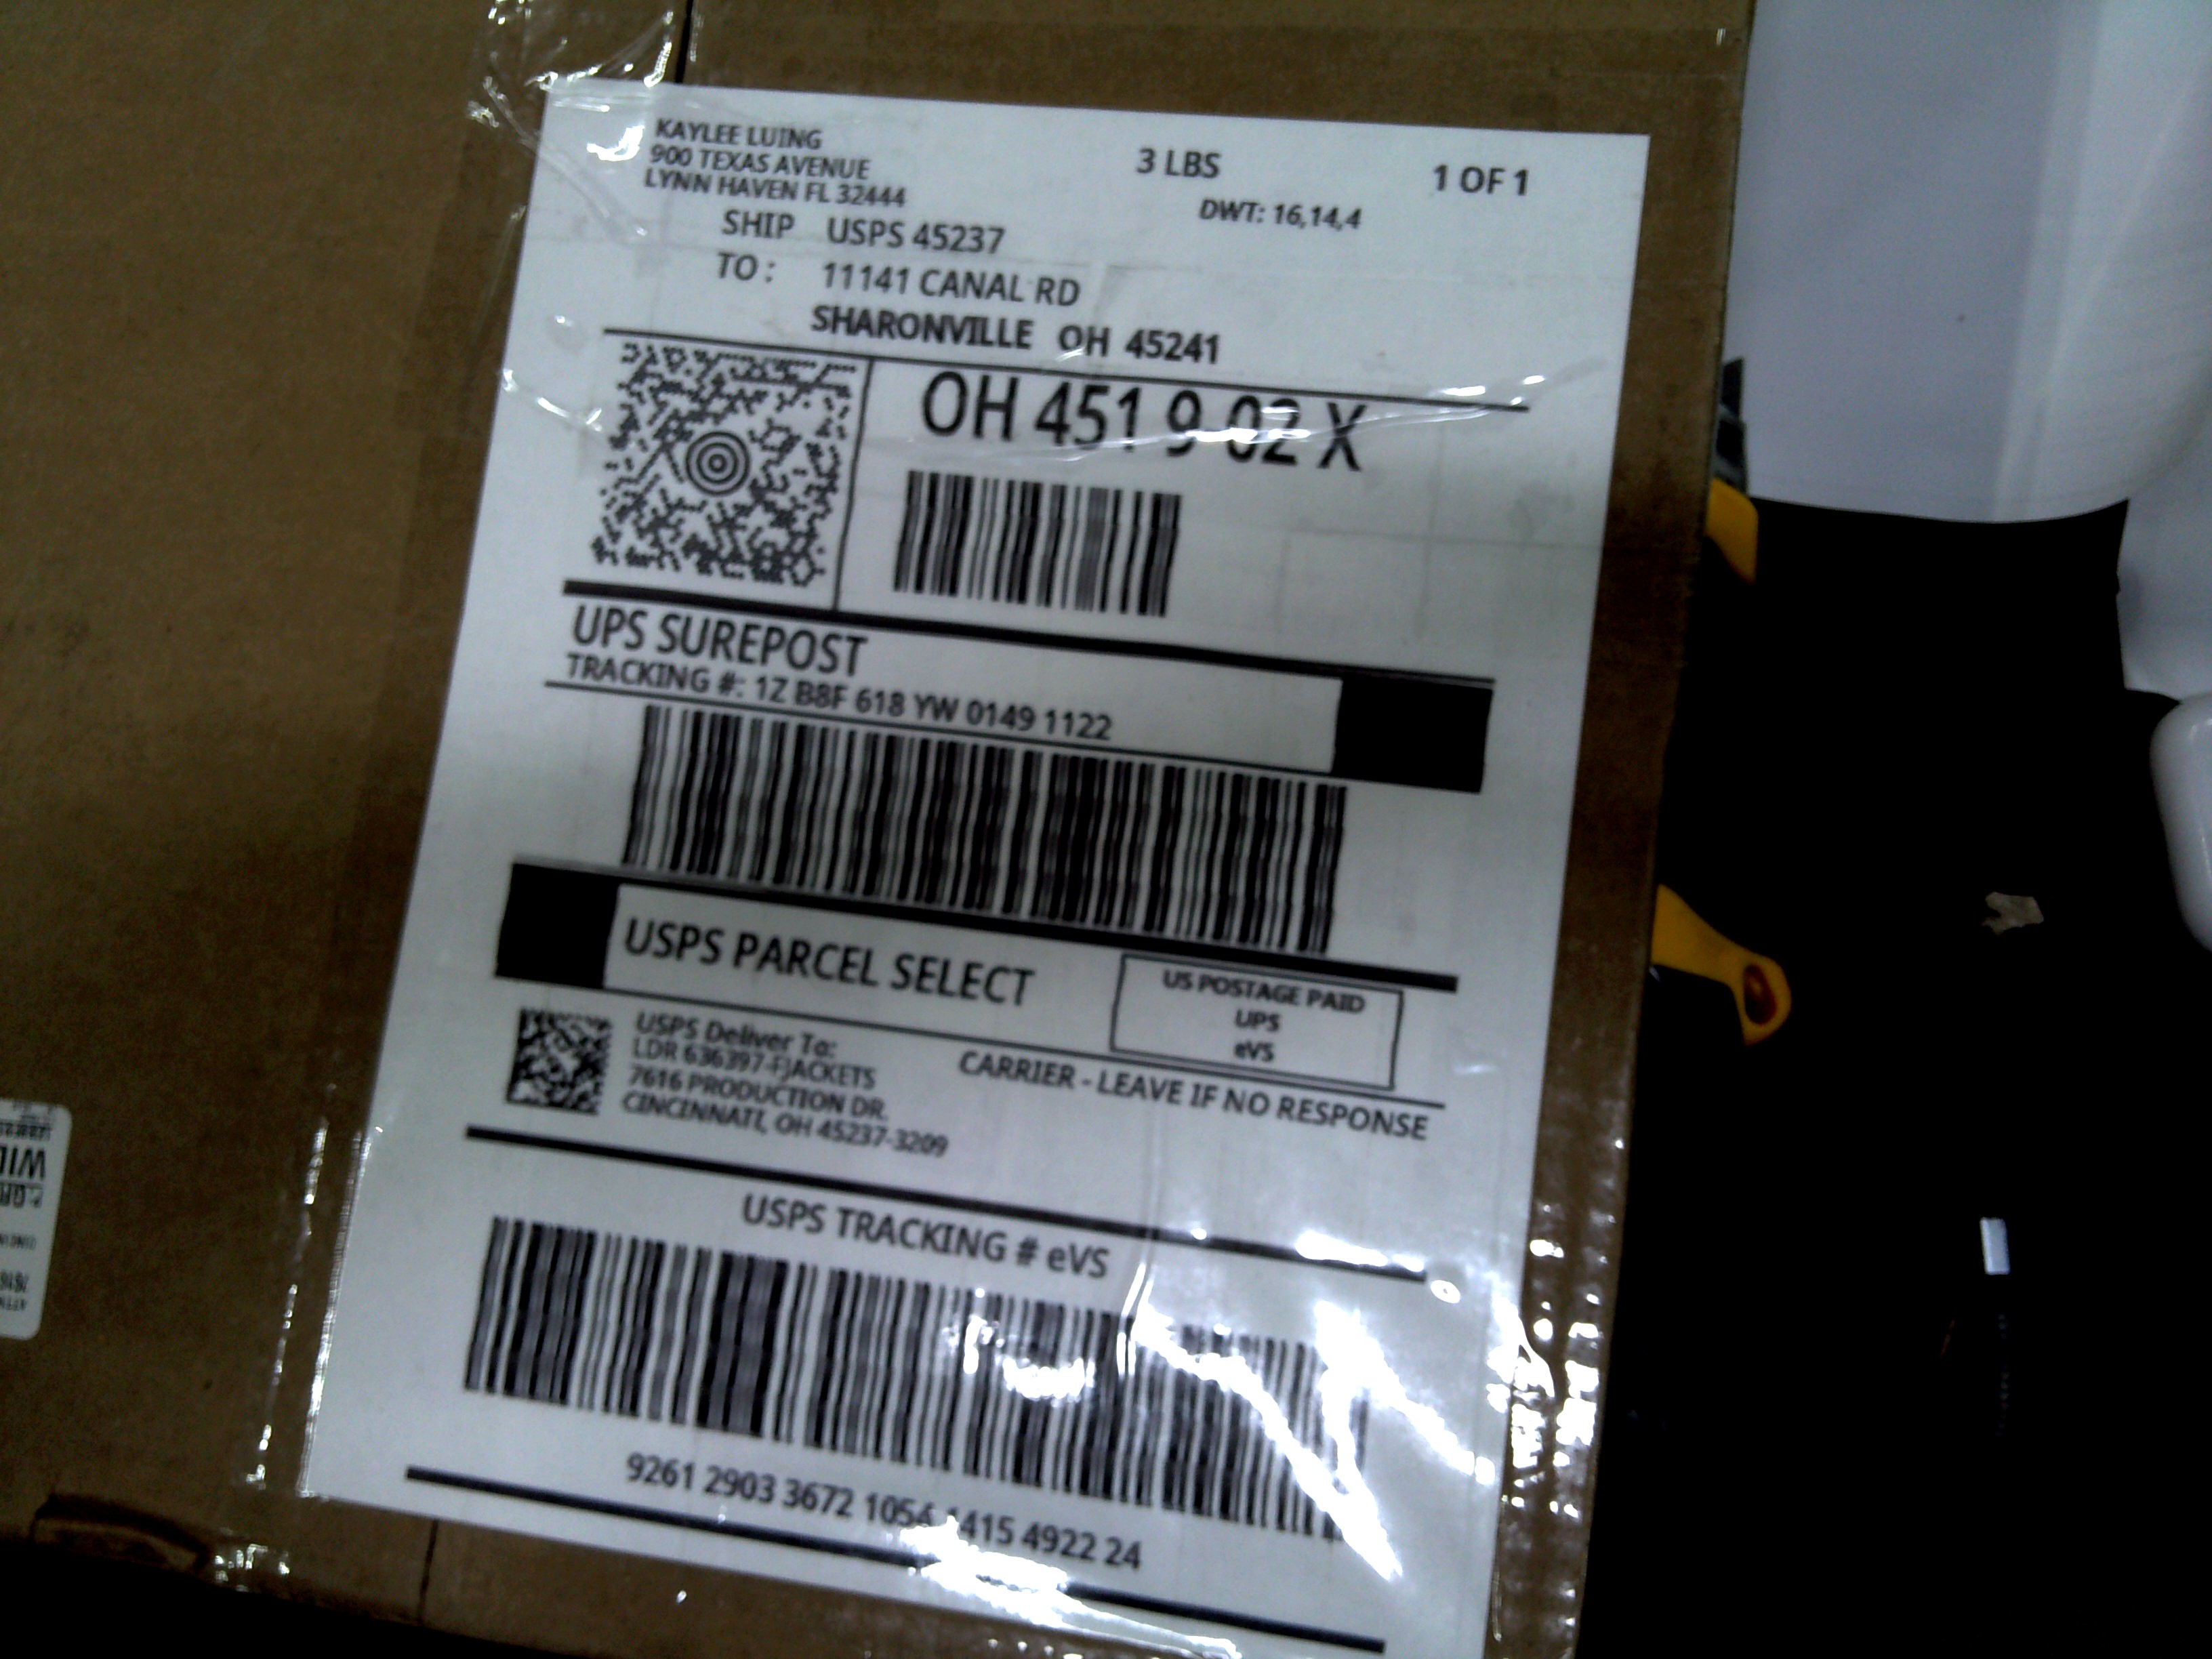 KAYLEE LUING
900 TEXAS AVENUE
LYNN HAVEN FL 32444
3 LBS
1 OF 1
DWT: 16,14,4
SHIP USPS 45237
TO : 11141 CANAL RD
SHARONVILLE OH 45241
OH 451 9-02 X
UPS SUREPOST
TRACKING #: 1Z B8F 618 YW 0149 1122
USPS PARCEL SELECT
US POSTAGE PAID
UPS
eVS
USPS Deliver To:
LDR 636397-FJACKETS
7616 PRODUCTION DR.
CINCINNATI, OH 45237-3209
CARRIER - LEAVE IF NO RESPONSE
USPS TRACKING # eVS
9261 2903 3672 4922 24